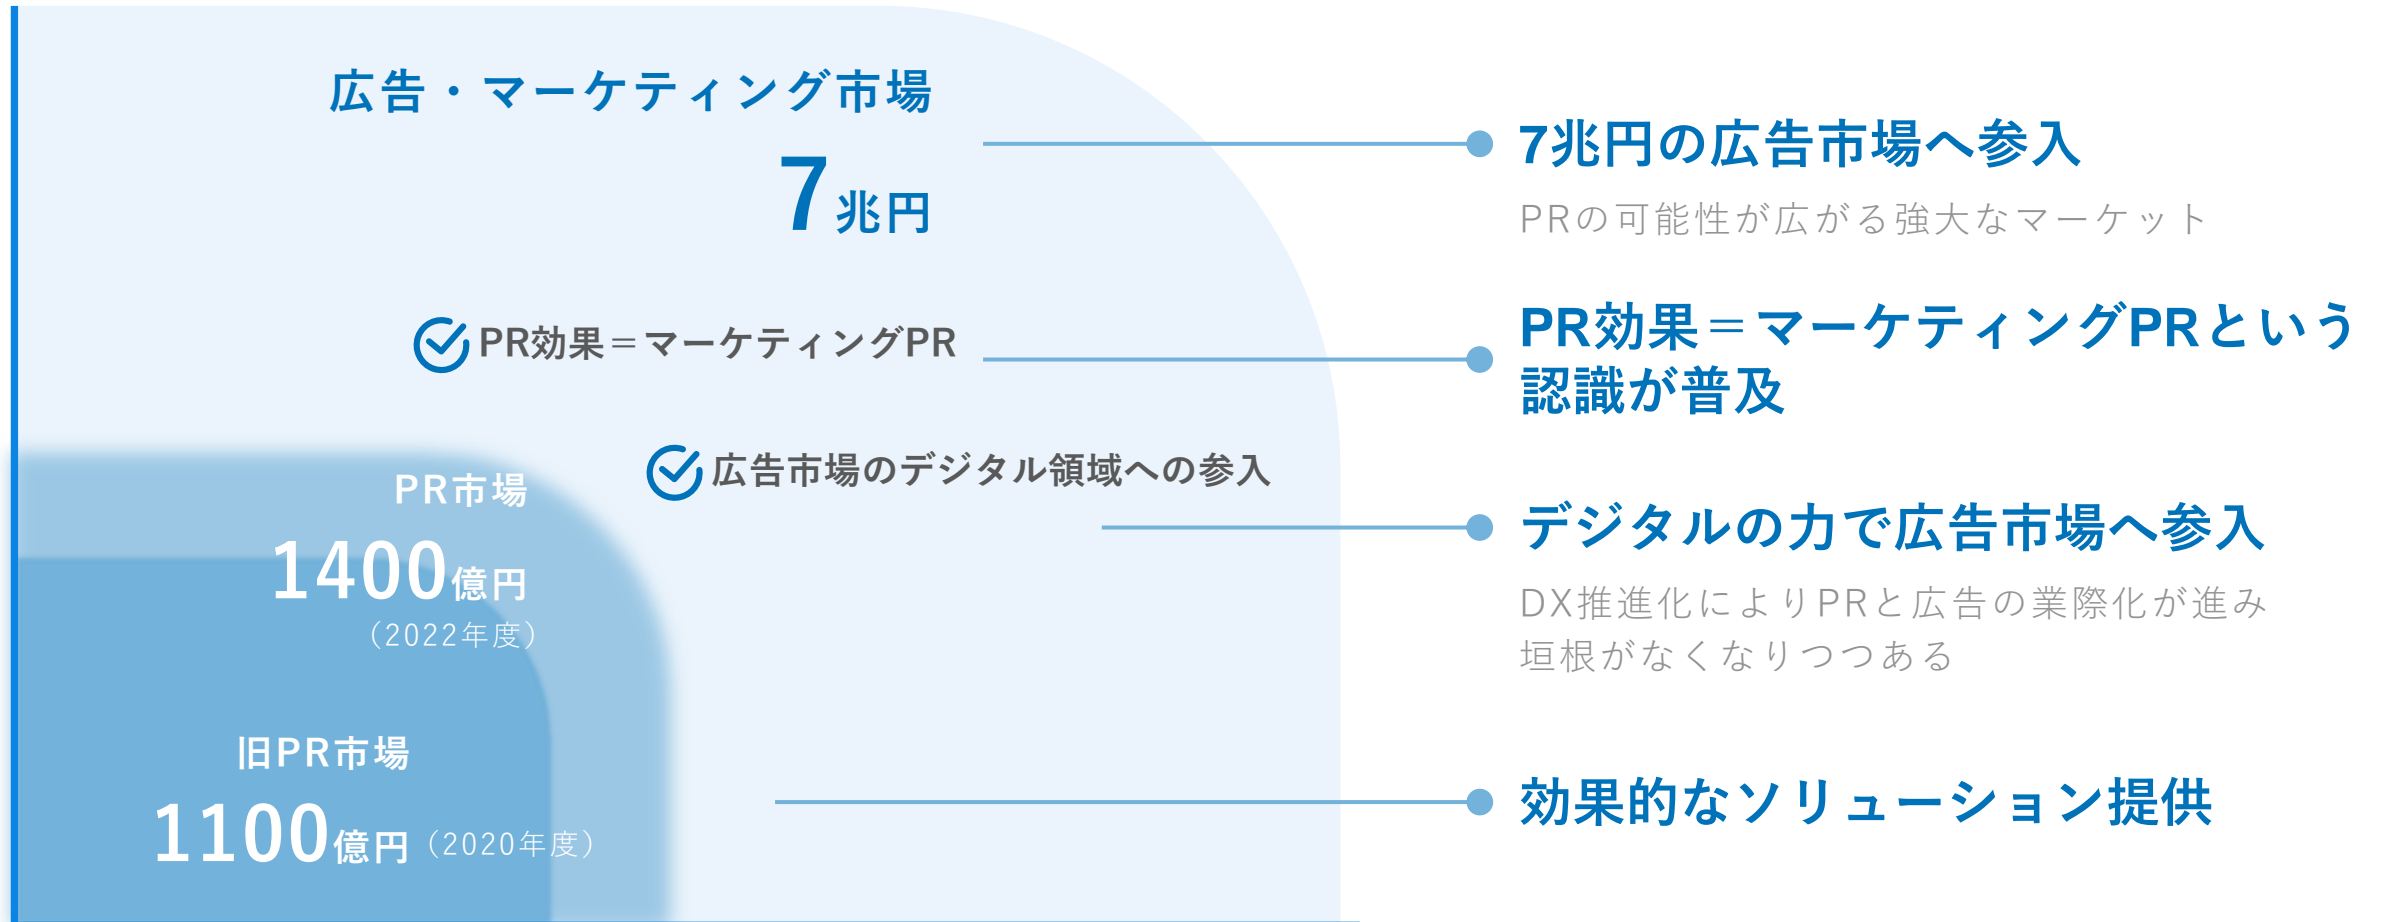 広告・マーケティング市場
7兆円
PR効果＝マーケティングPR
広告市場のデジタル領域への参入
PR市場
1400億円
（2022年度）
旧PR市場
1100億円（2020年度）
7兆円の広告市場へ参入
PRの可能性が広がる強大なマーケット
PR効果＝マーケティングPRという
認識が普及
デジタルの力で広告市場へ参入
DX推進化によりPRと広告の業際化が進み
垣根がなくなりつつある
効果的なソリューション提供